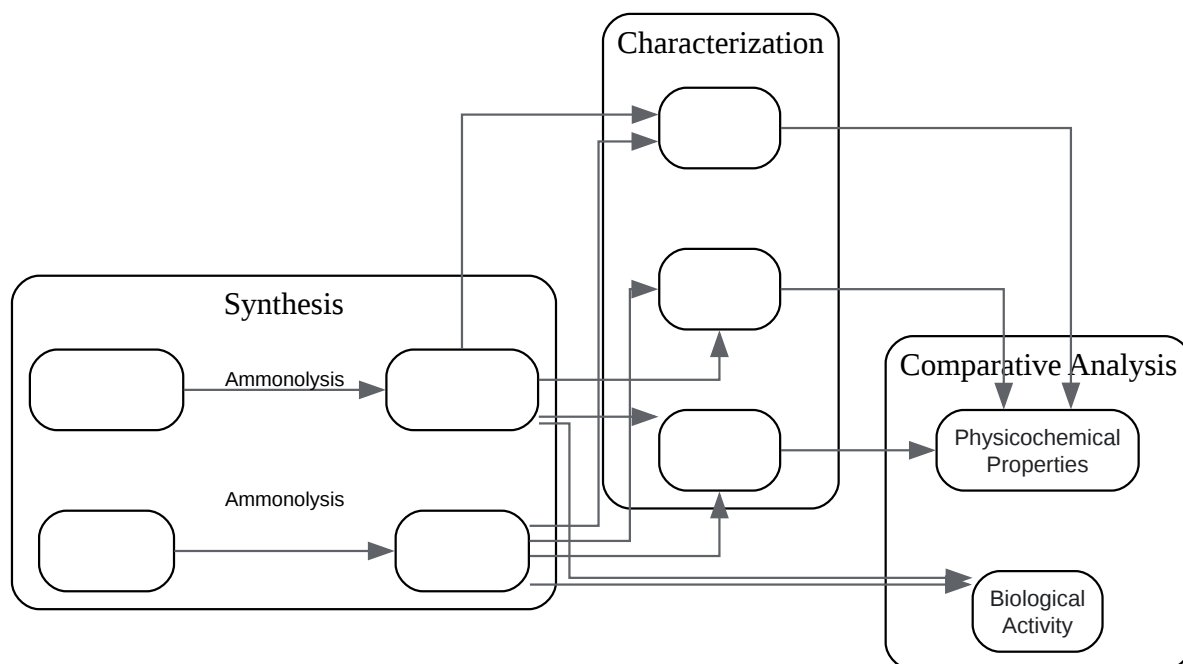 Characterization
Synthesis
Ammonolysis
Ammonolysis
Comparative Analysis
Physicochemical
Properties
Biological
Activity